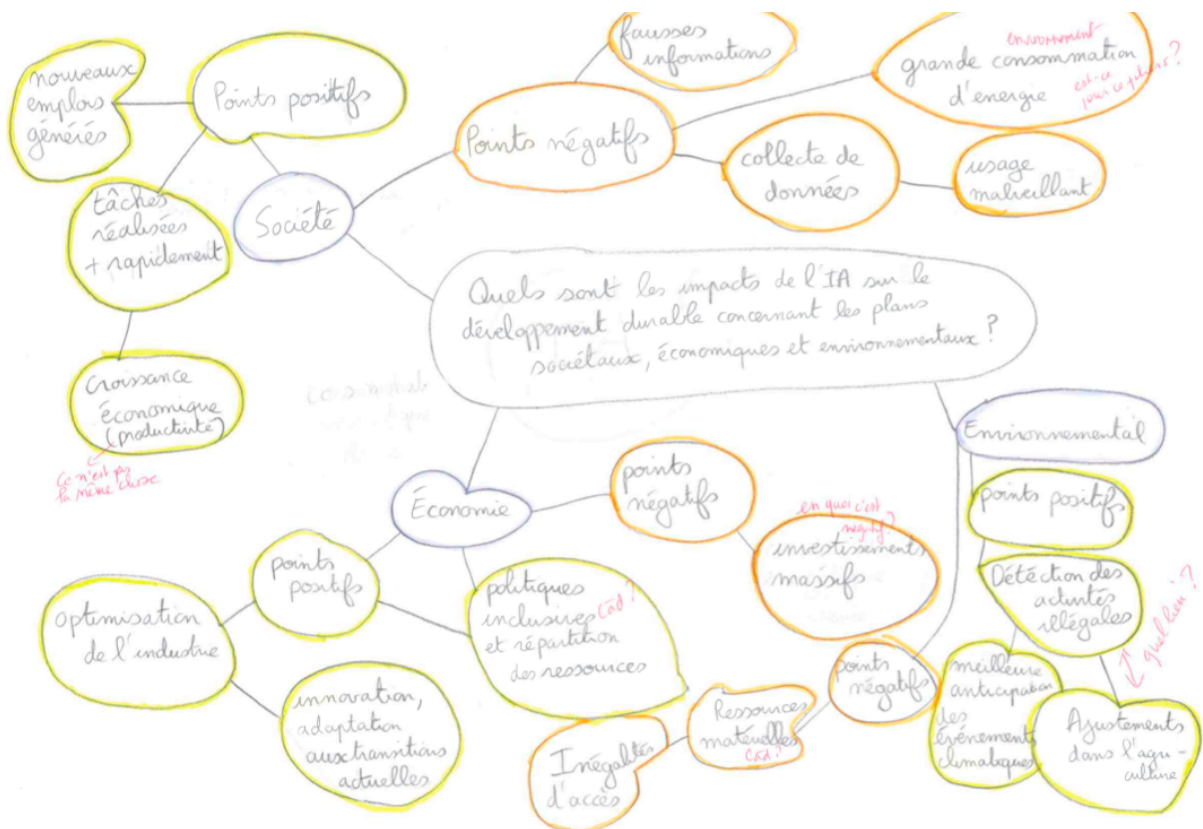 fausses
informations
environnement
grande consommation
d'energie
est-ce
pour ce plan ?
nouveaux
emplois
générés
Points positifs
Points négatifs
collecte de
données
usage
malveillant
tâches
réalisées
+ rapidement
Société
Quels sont les impacts de l'IA sur le
développement durable concernant les plans
sociétaux, économiques et environnementaux ?
Croissance
économique
(productivité)
Ce n'est pas
la même chose
Environnemental
points
négatifs
Économie
points positifs
en quoi c'est
négatif ?
investissements
massifs
points
positifs
politiques
inclusives Càd ?
et répartition
des ressources
Détéction des
activités
illégales
quel lien ?
optimisation
de l'industrie
points
négatifs
meilleure
anticipation
des
événements
climatiques
innovation,
adaptation
aux transitions
actuelles
Ressources
matérielles
Càd ?
Ajustements
dans l'agri-
culture
Inégalités
d'accès